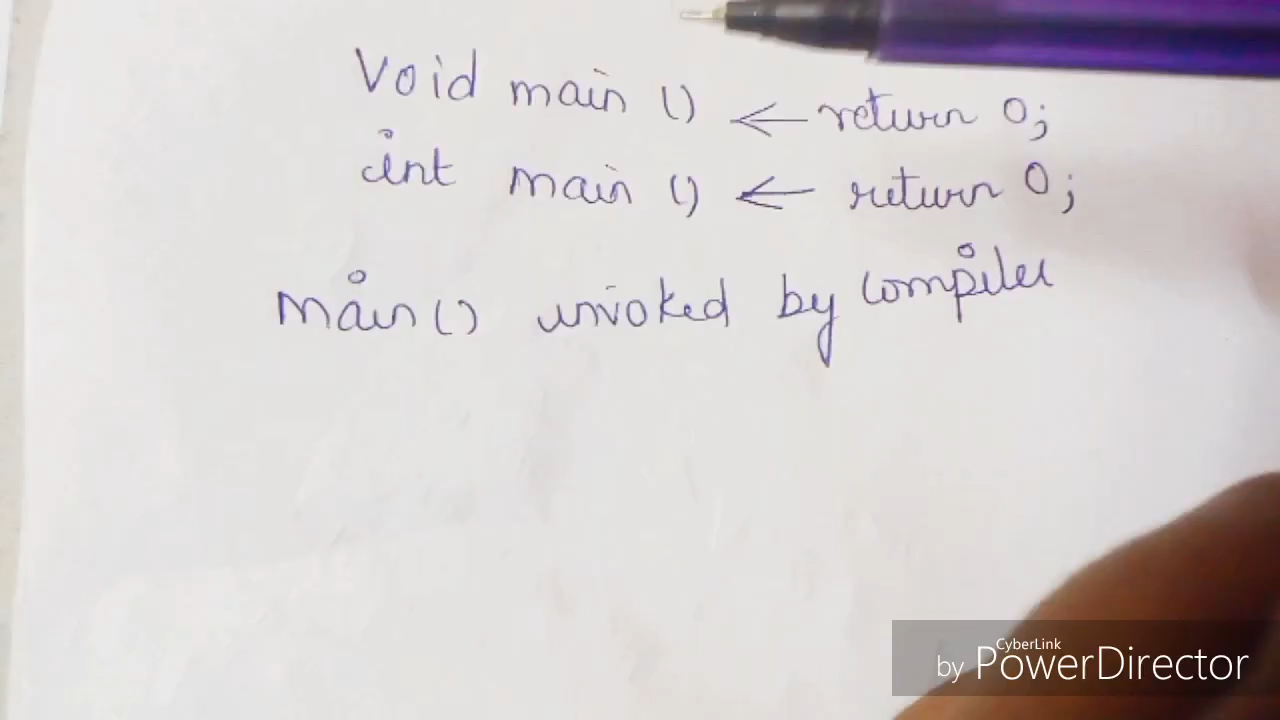 Void main () ← return 0;
int main () ← return 0;
main () invoked by compiler
CyberLink
by PowerDirector